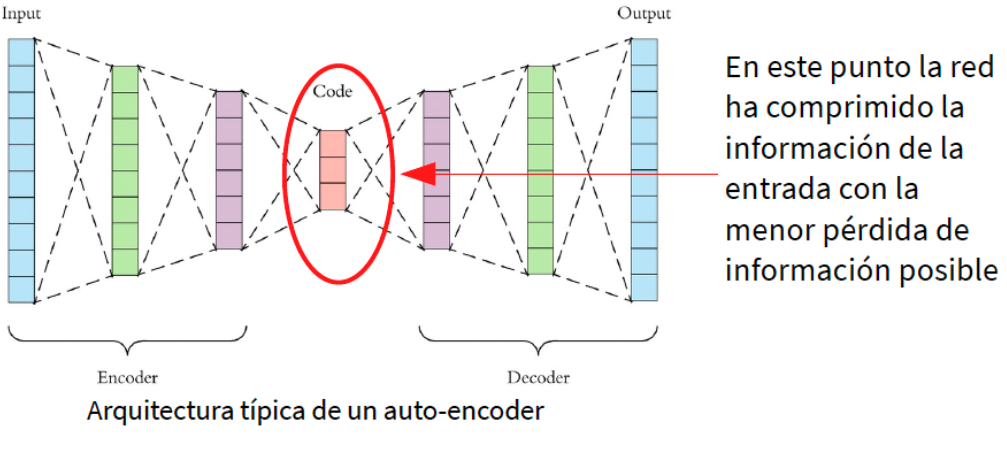 Input
Output
Code
En este punto la red
ha comprimido la
información de la
entrada con la
menor pérdida de
información posible
Encoder
Decoder
Arquitectura típica de un auto-encoder